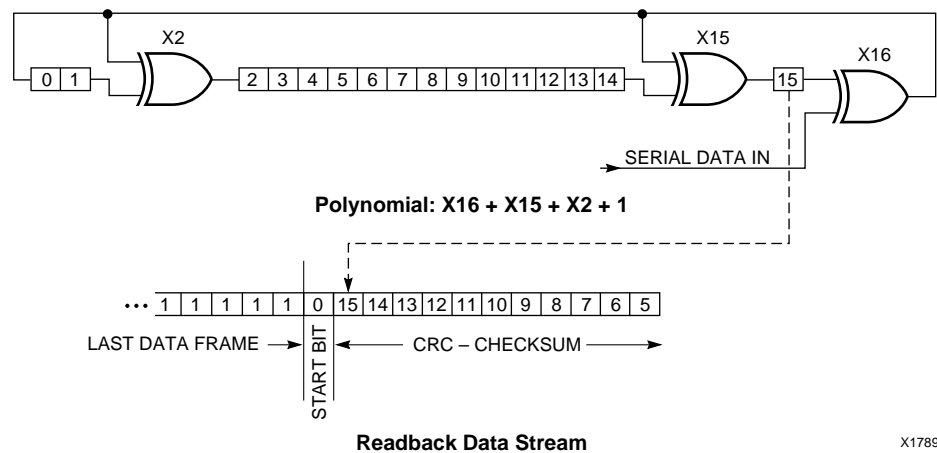 X2
X15
X16
0 1
2 3 4 5 6 7 8 9 10 11 12 13 14
15
SERIAL DATA IN
Polynomial: X16 + X15 + X2 + 1
••• 1 1 1 1 1 0 15 14 13 12 11 10 9 8 7 6 5
LAST DATA FRAME
START BIT
CRC – CHECKSUM
Readback Data Stream
X1789